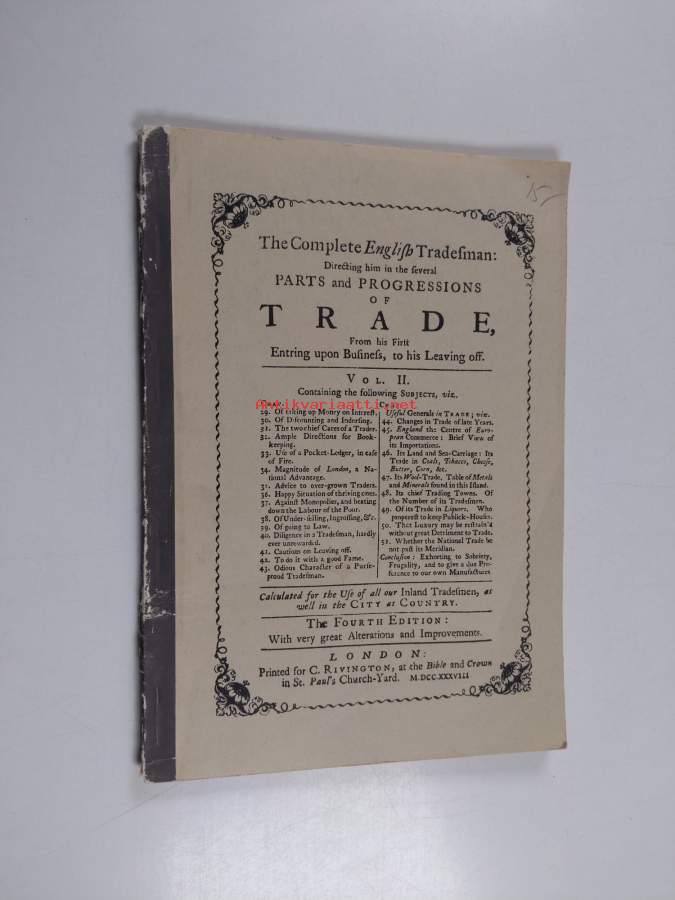 15,-
The Complete Engliſh Tradeſman:
Directing him in the ſeveral
PARTS and PROGRESSIONS
OF
TRADE,
From his Firſt
Entring upon Buſineſs, to his Leaving off.
VOL. II.
Containing the following SUBJECTS, viz.
Antikvariaatti.net
29. Of taking up Money on Intereſt.
30. Of Diſcounting and Indorſing.
31. The two chief Cares of a Trader.
32. Ample Directions for Book-
keeping.
33. Uſe of a Pocket-Ledger, in caſe
of Fire.
34. Magnitude of London, a Na-
tional Advantage.
35. Advice to over-grown Traders.
36. Happy Situation of thriving ones.
37. Againſt Monopolies, and beating
down the Labour of the Poor.
38. Of Under-ſelling, Ingroſſing, &c.
39. Of going to Law.
40. Diligence in a Tradeſman, hardly
ever unrewarded.
41. Cautions on Leaving off.
42. To do it with a good Fame.
43. Odious Character of a Purſe-
proud Tradeſman.
Uſeful Generals in TRADE; viz.
44. Changes in Trade of late Years.
45. England the Centre of Euro-
pean Commerce: Brief View of
its Importations.
46. Its Land and Sea-Carriage: Its
Trade in Coals, Tobacco, Cheeſe,
Butter, Corn, &c.
47. Its Wool-Trade. Table of Metals
and Minerals found in this Iſland.
48. Its chief Trading Towns. Of
the Number of its Tradeſmen.
49. Of its Trade in Liquors. Who
propereſt to keep Publick-Houſes.
50. That Luxury may be reſtrain'd
without great Detriment to Trade.
51. Whether the National Trade be
not paſt its Meridian.
Concluſion: Exhorting to Sobriety,
Frugality, and to give a due Pre-
ference to our own Manufactures
Calculated for the Uſe of all our Inland Tradeſmen, as
well in the CITY as COUNTRY.
The FOURTH EDITION:
With very great Alterations and Improvements.
LONDON:
Printed for C. RIVINGTON, at the Bible and Crown
in St. Paul's Church-Yard. M.DCC.XXXVIII